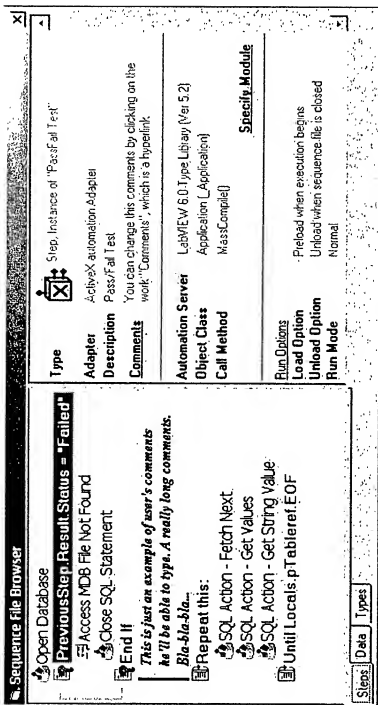 Sequence File Browser
Open Database
PreviousStep.Result.Status = "Failed"
Access MDB File Not Found
Close SQL Statement
End If
This is just an example of user's comments
he'll be able to type. A really long comments.
Bla-bla-bla...
Repeat this:
SQL Action - Fetch Next
SQL Action - Get Values
SQL Action - Get String Value
Until Locals.pTableref.EOF
Steps Data Types
Type Step, Instance of "PassFail Test"
Adapter ActiveX automation Adapter
Description Pass/Fail Test
Comments You can change this comments by clicking on the
work "Comments", which is a hyperlink
Automation Server LabVIEW 6.0 Type Library (Ver 5.2)
Object Class Application (_Application)
Call Method MassCompile()
Specify Module
Run Options
Load Option Preload when execution begins
Unload Option Unload when sequence file is closed
Run Mode Normal